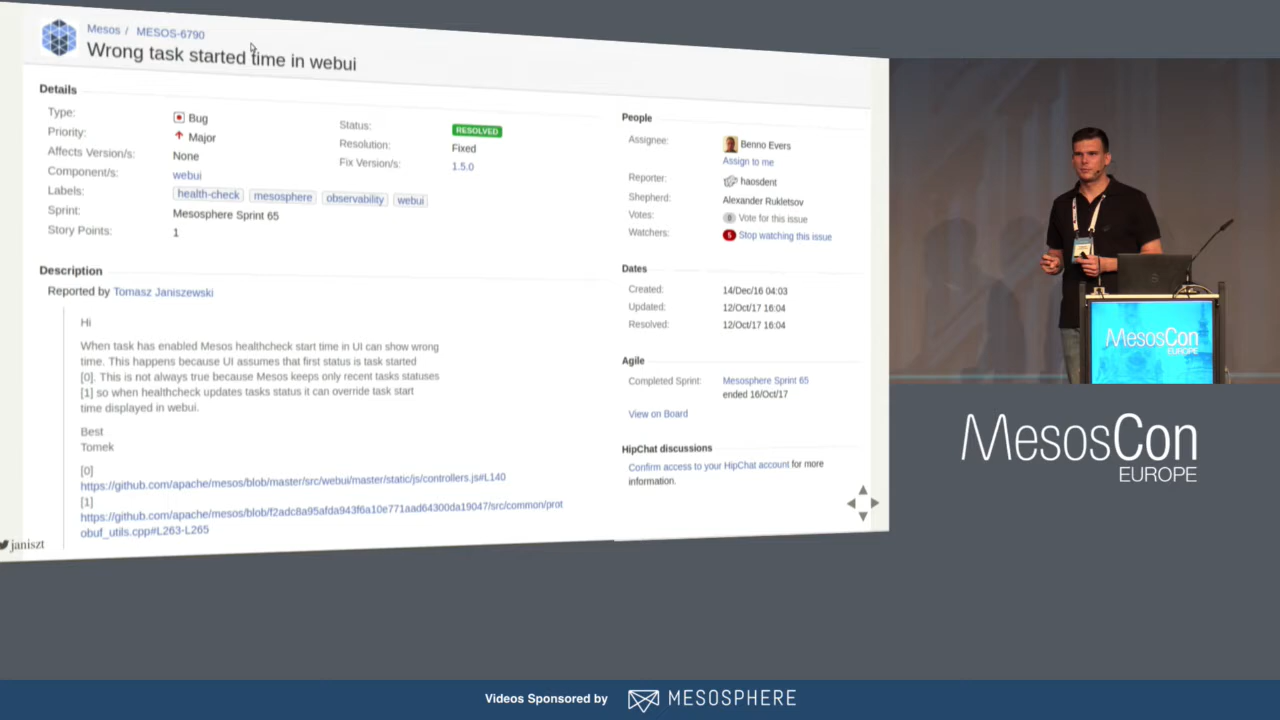 Mesos / MESOS-6790
Wrong task started time in webui
Details
Type: Bug
Priority: Major
Affects Version/s: None
Component/s: webui
Labels: health-check mesosphere observability webui
Sprint: Mesosphere Sprint 65
Story Points: 1
Status: RESOLVED
Resolution: Fixed
Fix Version/s: 1.5.0
Description
Reported by Tomasz Janiszewski
Hi
When task has enabled Mesos healthcheck start time in UI can show wrong
time. This happens because UI assumes that first status is task started
[0]. This is not always true because Mesos keeps only recent tasks statuses
[1] so when healthcheck updates tasks status it can override task start
time displayed in webui.
Best
Tomek
[0]
https://github.com/apache/mesos/blob/master/src/webui/master/static/js/controllers.js#L140
[1]
https://github.com/apache/mesos/blob/f2adc8a95afda943f6a10e771aad64300da19047/src/common/prot
obuf_utils.cpp#L263-L265
janiszt
People
Assignee: Benno Evers
Assign to me
Reporter: haosdent
Shepherd: Alexander Rukletsov
Votes: 0 Vote for this issue
Watchers: 5 Stop watching this issue
Dates
Created: 14/Dec/16 04:03
Updated: 12/Oct/17 16:04
Resolved: 12/Oct/17 16:04
Agile
Completed Sprint: Mesosphere Sprint 65
ended 16/Oct/17
View on Board
HipChat discussions
Confirm access to your HipChat account for more
information.
MesosCon
EUROPE
MesosCon
EUROPE
Videos Sponsored by MESOSPHERE